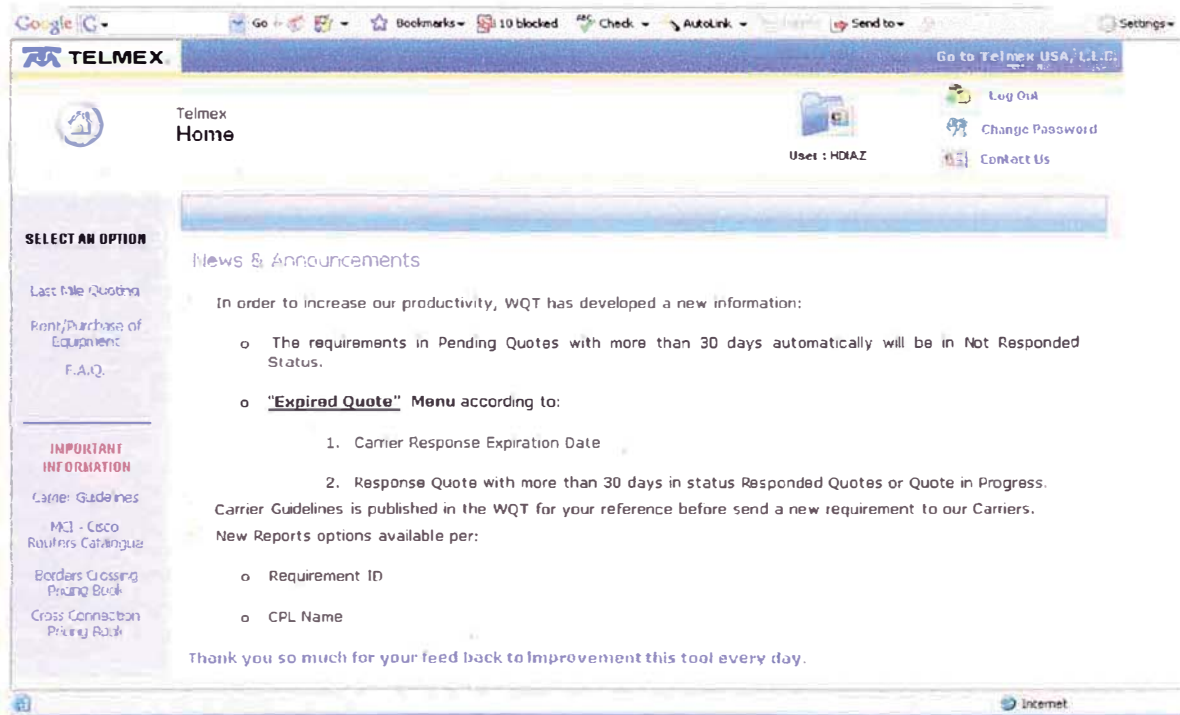 Google G
Go Bookmarks 10 blocked Check AutoLink Send to Settings
TELMEX
Go to Telmex USA, L.L.C.
Log Out
Telmex
Home
Change Password
User : HDIAZ
Contact Us
SELECT AN OPTION
Last Mile Quoting
Rent/Purchase of
Equipment
F.A.Q.
IMPORTANT
INFORMATION
Carrier Guidelines
MCI - Cisco
Routers Catalogue
Borders Crossing
Pricing Book
Cross Connection
Pricing Book
News & Announcements
In order to increase our productivity, WQT has developed a new information:
o The requirements in Pending Quotes with more than 30 days automatically will be in Not Responded
Status.
o "Expired Quote" Menu according to:
1. Carrier Response Expiration Date
2. Response Quote with more than 30 days in status Responded Quotes or Quote in Progress.
Carrier Guidelines is published in the WQT for your reference before send a new requirement to our Carriers.
New Reports options available per:
o Requirement ID
o CPL Name
Thank you so much for your feed back to improvement this tool every day.
Internet